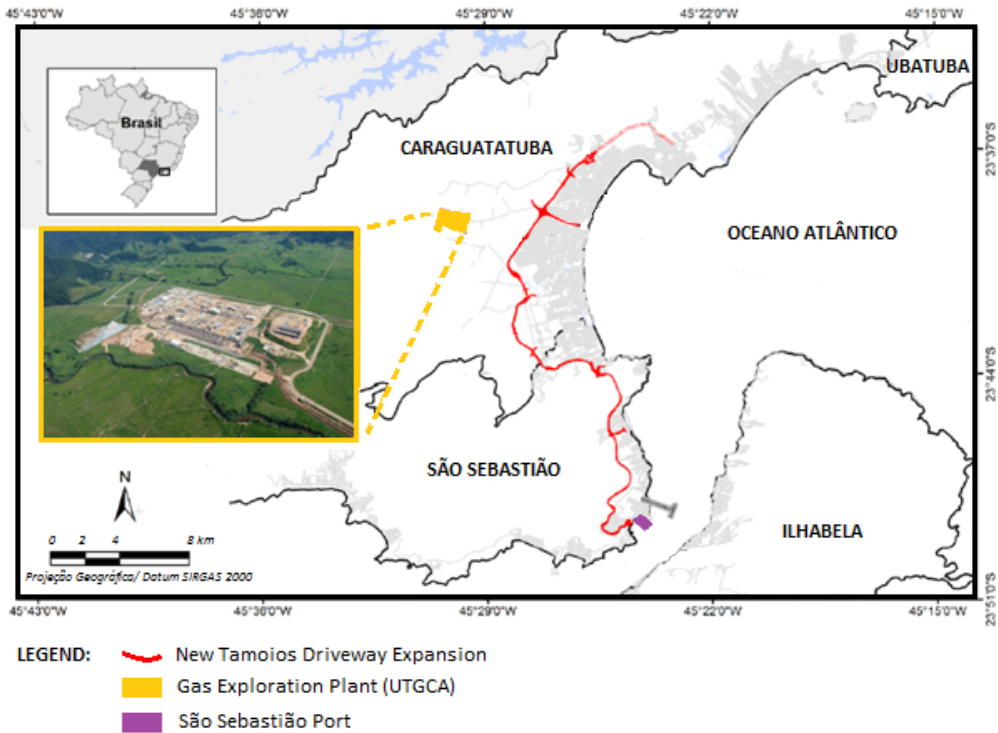 45°43'0"W 45°36'0"W 45°29'0"W 45°22'0"W 45°15'0"W
UBATUBA
Brasil
CARAGUATATUBA
23°37'0"S
OCEANO ATLÂNTICO
23°44'0"S
SÃO SEBASTIÃO
N
ILHABELA
0 2 4 8 km
Projeção Geográfica/ Datum SIRGAS 2000
23°51'0"S
45°43'0"W 45°36'0"W 45°29'0"W 45°22'0"W 45°15'0"W
LEGEND:
New Tamoios Driveway Expansion
Gas Exploration Plant (UTGCA)
São Sebastião Port